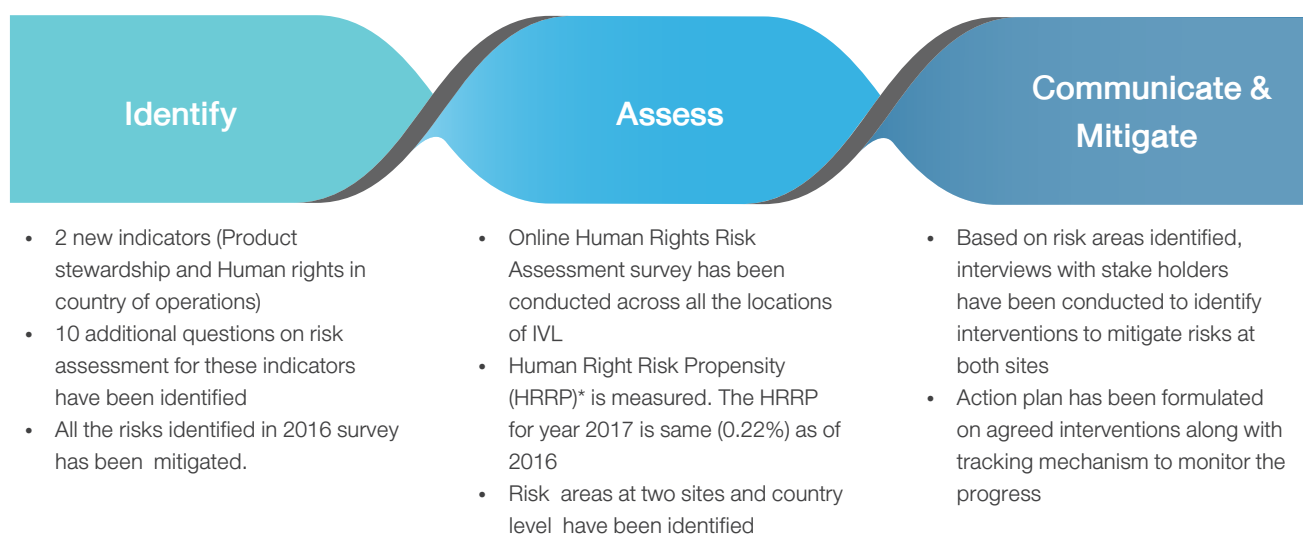 Identify
• 2 new indicators (Product
stewardship and Human rights in
country of operations)
• 10 additional questions on risk
assessment for these indicators
have been identified
• All the risks identified in 2016 survey
has been mitigated.
Assess
• Online Human Rights Risk
Assessment survey has been
conducted across all the locations
of IVL
• Human Right Risk Propensity
(HRRP)* is measured. The HRRP
for year 2017 is same (0.22%) as of
2016
• Risk areas at two sites and country
level have been identified
Communicate &
Mitigate
• Based on risk areas identified,
interviews with stake holders
have been conducted to identify
interventions to mitigate risks at
both sites
• Action plan has been formulated
on agreed interventions along with
tracking mechanism to monitor the
progress